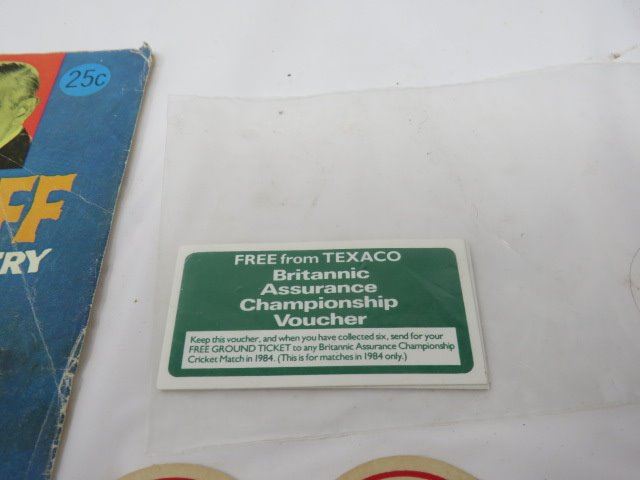 25c
FF
RY
FREE from TEXACO
Britannic
Assurance
Championship
Voucher
Keep this voucher, and when you have collected six, send for your
FREE GROUND TICKET to any Britannic Assurance Championship
Cricket Match in 1984. (This is for matches in 1984 only.)